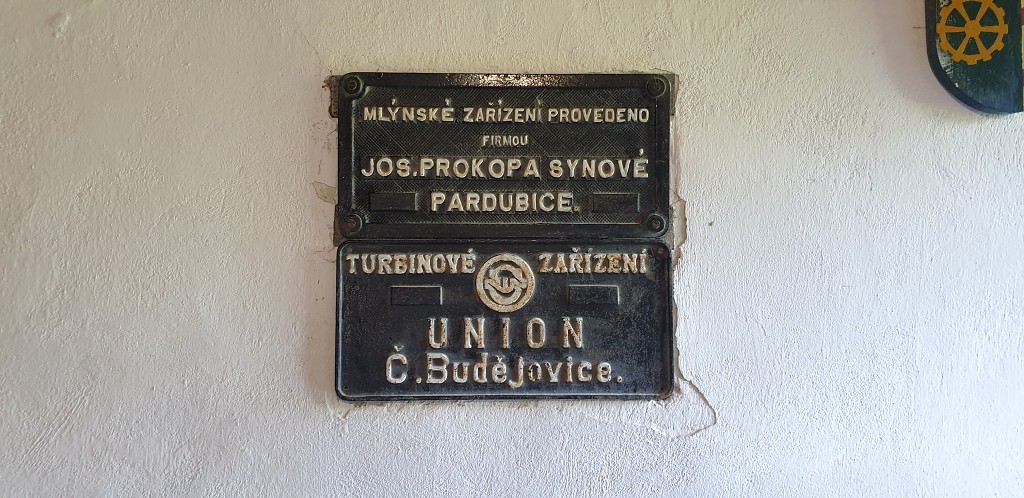 MLÝNSKÉ ZAŘÍZENÍ PROVEDENO
FIRMOU
JOS. PROKOPA SYNOVÉ
PARDUBICE.
TURBINOVÉ ZAŘÍZENÍ
UNION
Č. Budějovice.